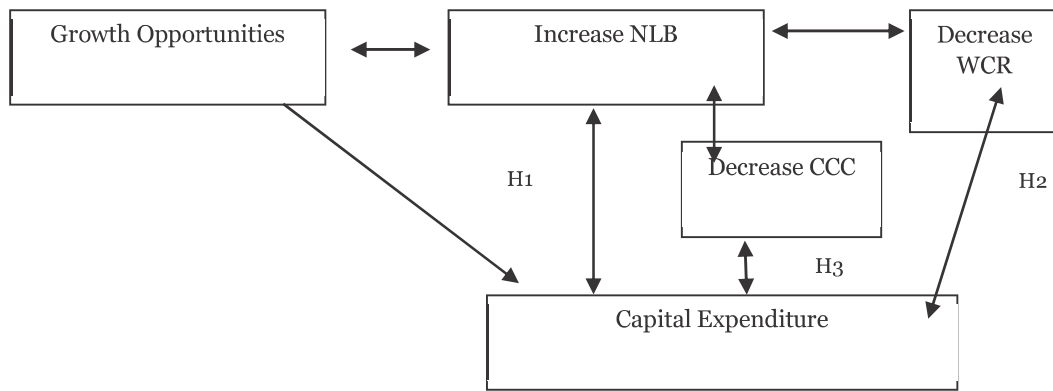 Growth Opportunities
Increase NLB
Decrease
WCR
Decrease CCC
H1
H2
H3
Capital Expenditure